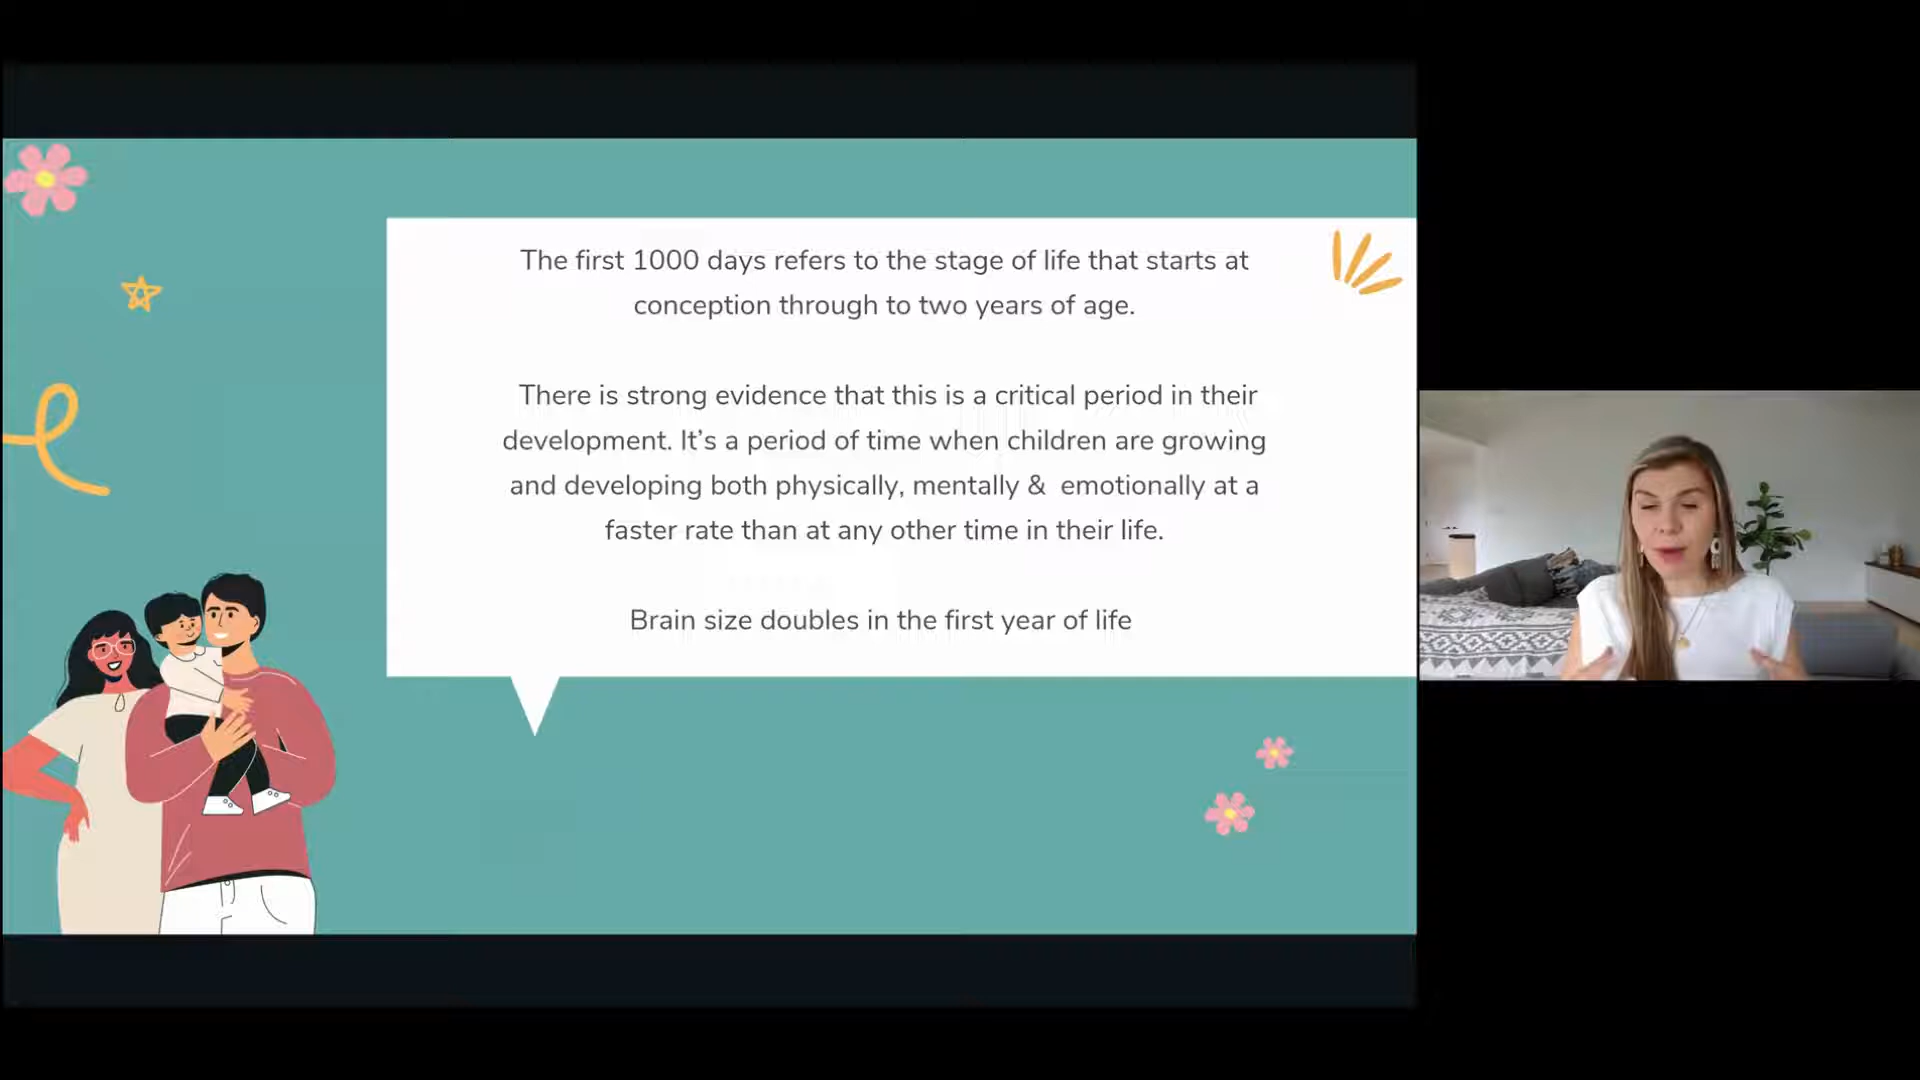 The first 1000 days refers to the stage of life that starts at
conception through to two years of age.
There is strong evidence that this is a critical period in their
development. It's a period of time when children are growing
and developing both physically, mentally &  emotionally at a
faster rate than at any other time in their life.
Brain size doubles in the first year of life